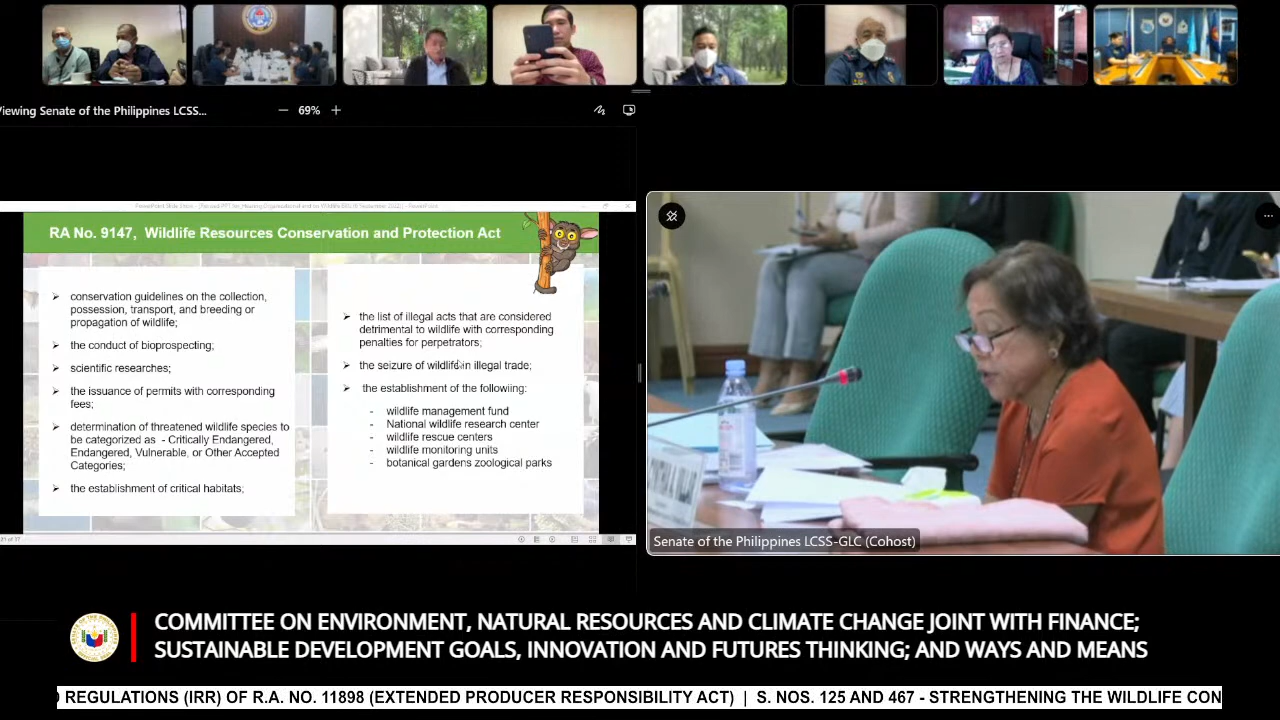 Viewing Senate of the Philippines LCSS...
69%
RA No. 9147, Wildlife Resources Conservation and Protection Act
conservation guidelines on the collection,
possession, transport, and breeding or
propagation of wildlife;
the conduct of bioprospecting;
scientific researches;
the issuance of permits with corresponding
fees;
determination of threatened wildlife species to
be categorized as - Critically Endangered,
Endangered, Vulnerable, or Other Accepted
Categories;
the establishment of critical habitats;
the list of illegal acts that are considered
detrimental to wildlife with corresponding
penalties for perpetrators;
the seizure of wildlife in illegal trade;
the establishment of the followiing:
- wildlife management fund
- National wildlife research center
- wildlife rescue centers
- wildlife monitoring units
- botanical gardens zoological parks
Senate of the Philippines LCSS-GLC (Cohost)
COMMITTEE ON ENVIRONMENT, NATURAL RESOURCES AND CLIMATE CHANGE JOINT WITH FINANCE;
SUSTAINABLE DEVELOPMENT GOALS, INNOVATION AND FUTURES THINKING; AND WAYS AND MEANS
REGULATIONS (IRR) OF R.A. NO. 11898 (EXTENDED PRODUCER RESPONSIBILITY ACT) | S. NOS. 125 AND 467 - STRENGTHENING THE WILDLIFE CON